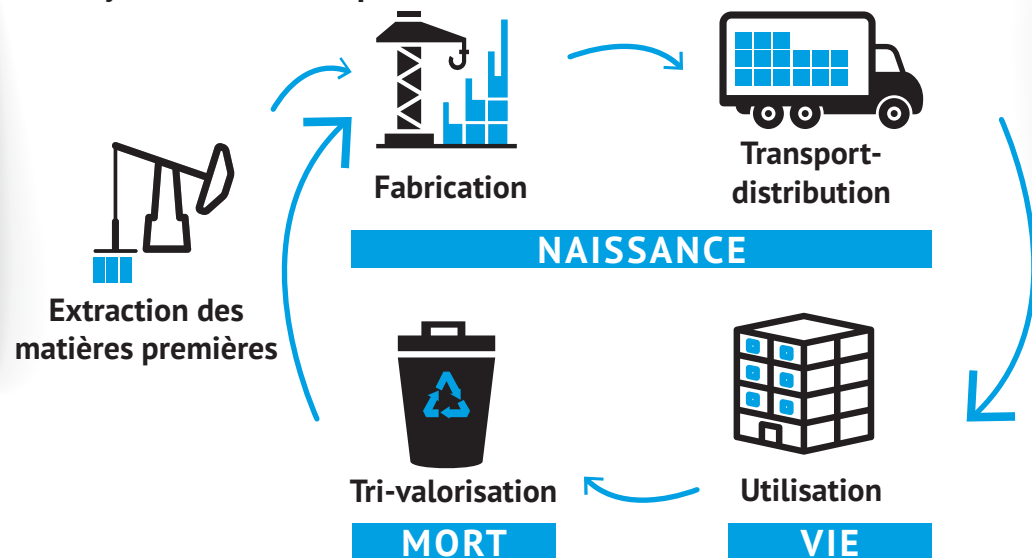 Fabrication
Transport-
distribution
NAISSANCE
Extraction des
matières premières
Tri-valorisation
Utilisation
MORT
VIE